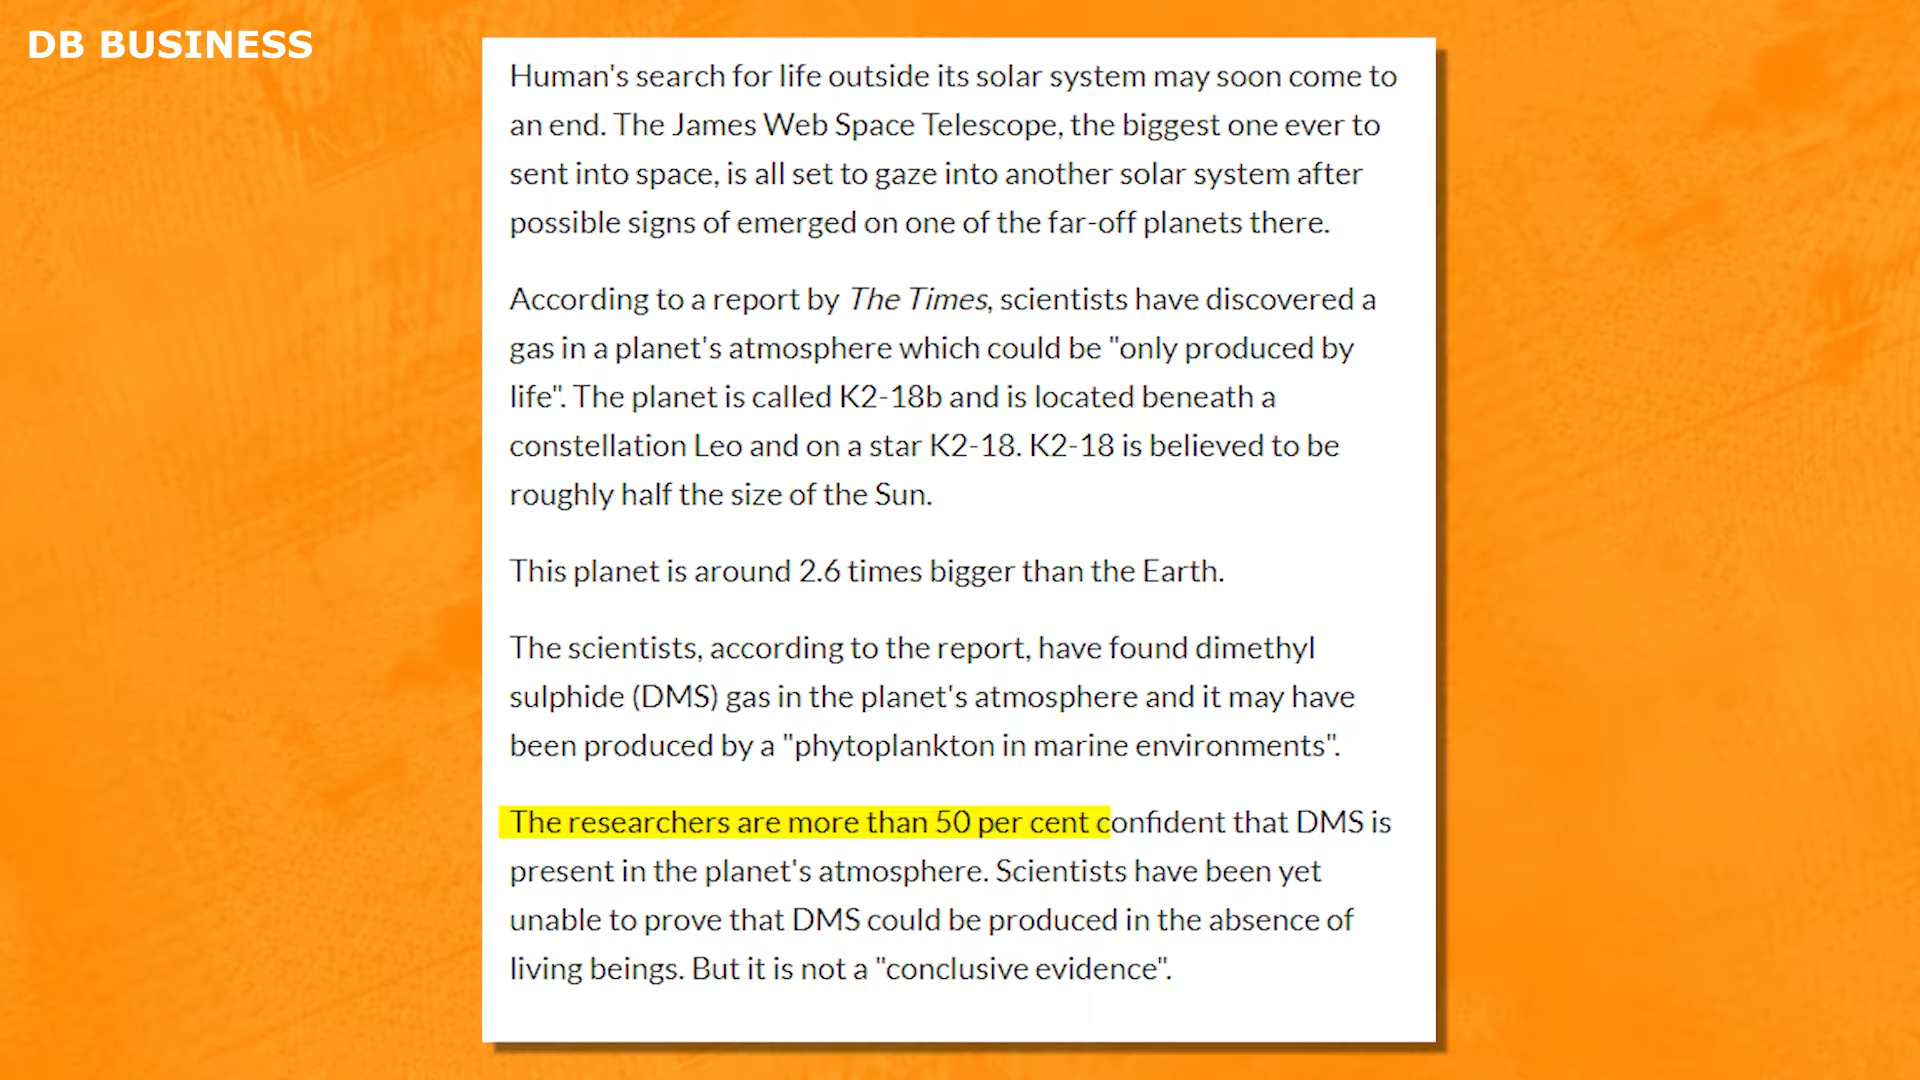 DB BUSINESS
Human's search for life outside its solar system may soon come to
an end. The James Web Space Telescope, the biggest one ever to
sent into space, is all set to gaze into another solar system after
possible signs of emerged on one of the far-off planets there.
According to a report by The Times, scientists have discovered a
gas in a planet's atmosphere which could be "only produced by
life". The planet is called K2-18b and is located beneath a
constellation Leo and on a star K2-18. K2-18 is believed to be
roughly half the size of the Sun.
This planet is around 2.6 times bigger than the Earth.
The scientists, according to the report, have found dimethyl
sulphide (DMS) gas in the planet's atmosphere and it may have
been produced by a "phytoplankton in marine environments".
The researchers are more than 50 per cent confident that DMS is
present in the planet's atmosphere. Scientists have been yet
unable to prove that DMS could be produced in the absence of
living beings. But it is not a "conclusive evidence".